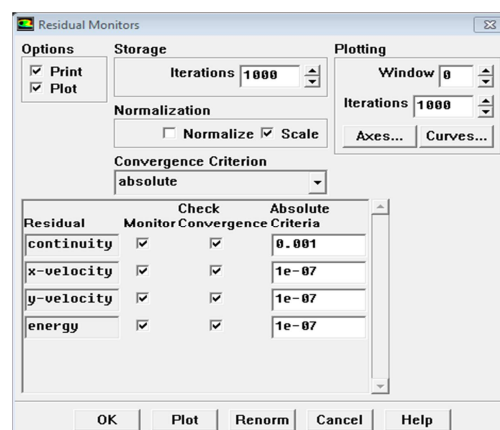 Residual Monitors
Options
Print
Plot
Storage
Iterations 1000
Normalization
Normalize Scale
Convergence Criterion
absolute
Plotting
Window 0
Iterations 1000
Axes... Curves...
Residual Monitor Check Convergence Absolute Criteria
continuity 0.001
x-velocity 1e-07
y-velocity 1e-07
energy 1e-07
OK Plot Renorm Cancel Help